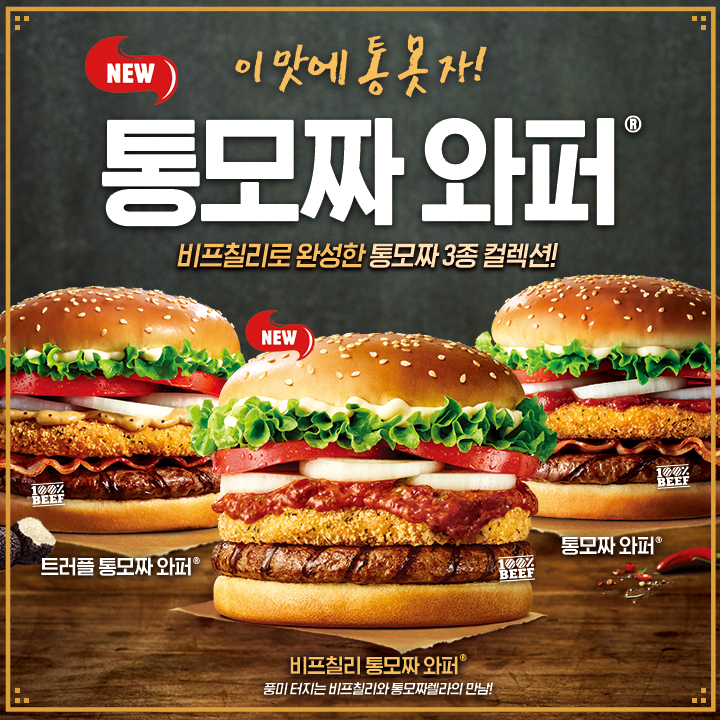 NEW
이 맛에 통 못 자!
통모짜 와퍼®
비프칠리로 완성한 통모짜 3종 컬렉션!
NEW
100%
BEEF
100%
BEEF
100%
BEEF
트러플 통모짜 와퍼®
통모짜 와퍼®
비프칠리 통모짜 와퍼®
풍미 터지는 비프칠리와 통모짜렐라의 만남!